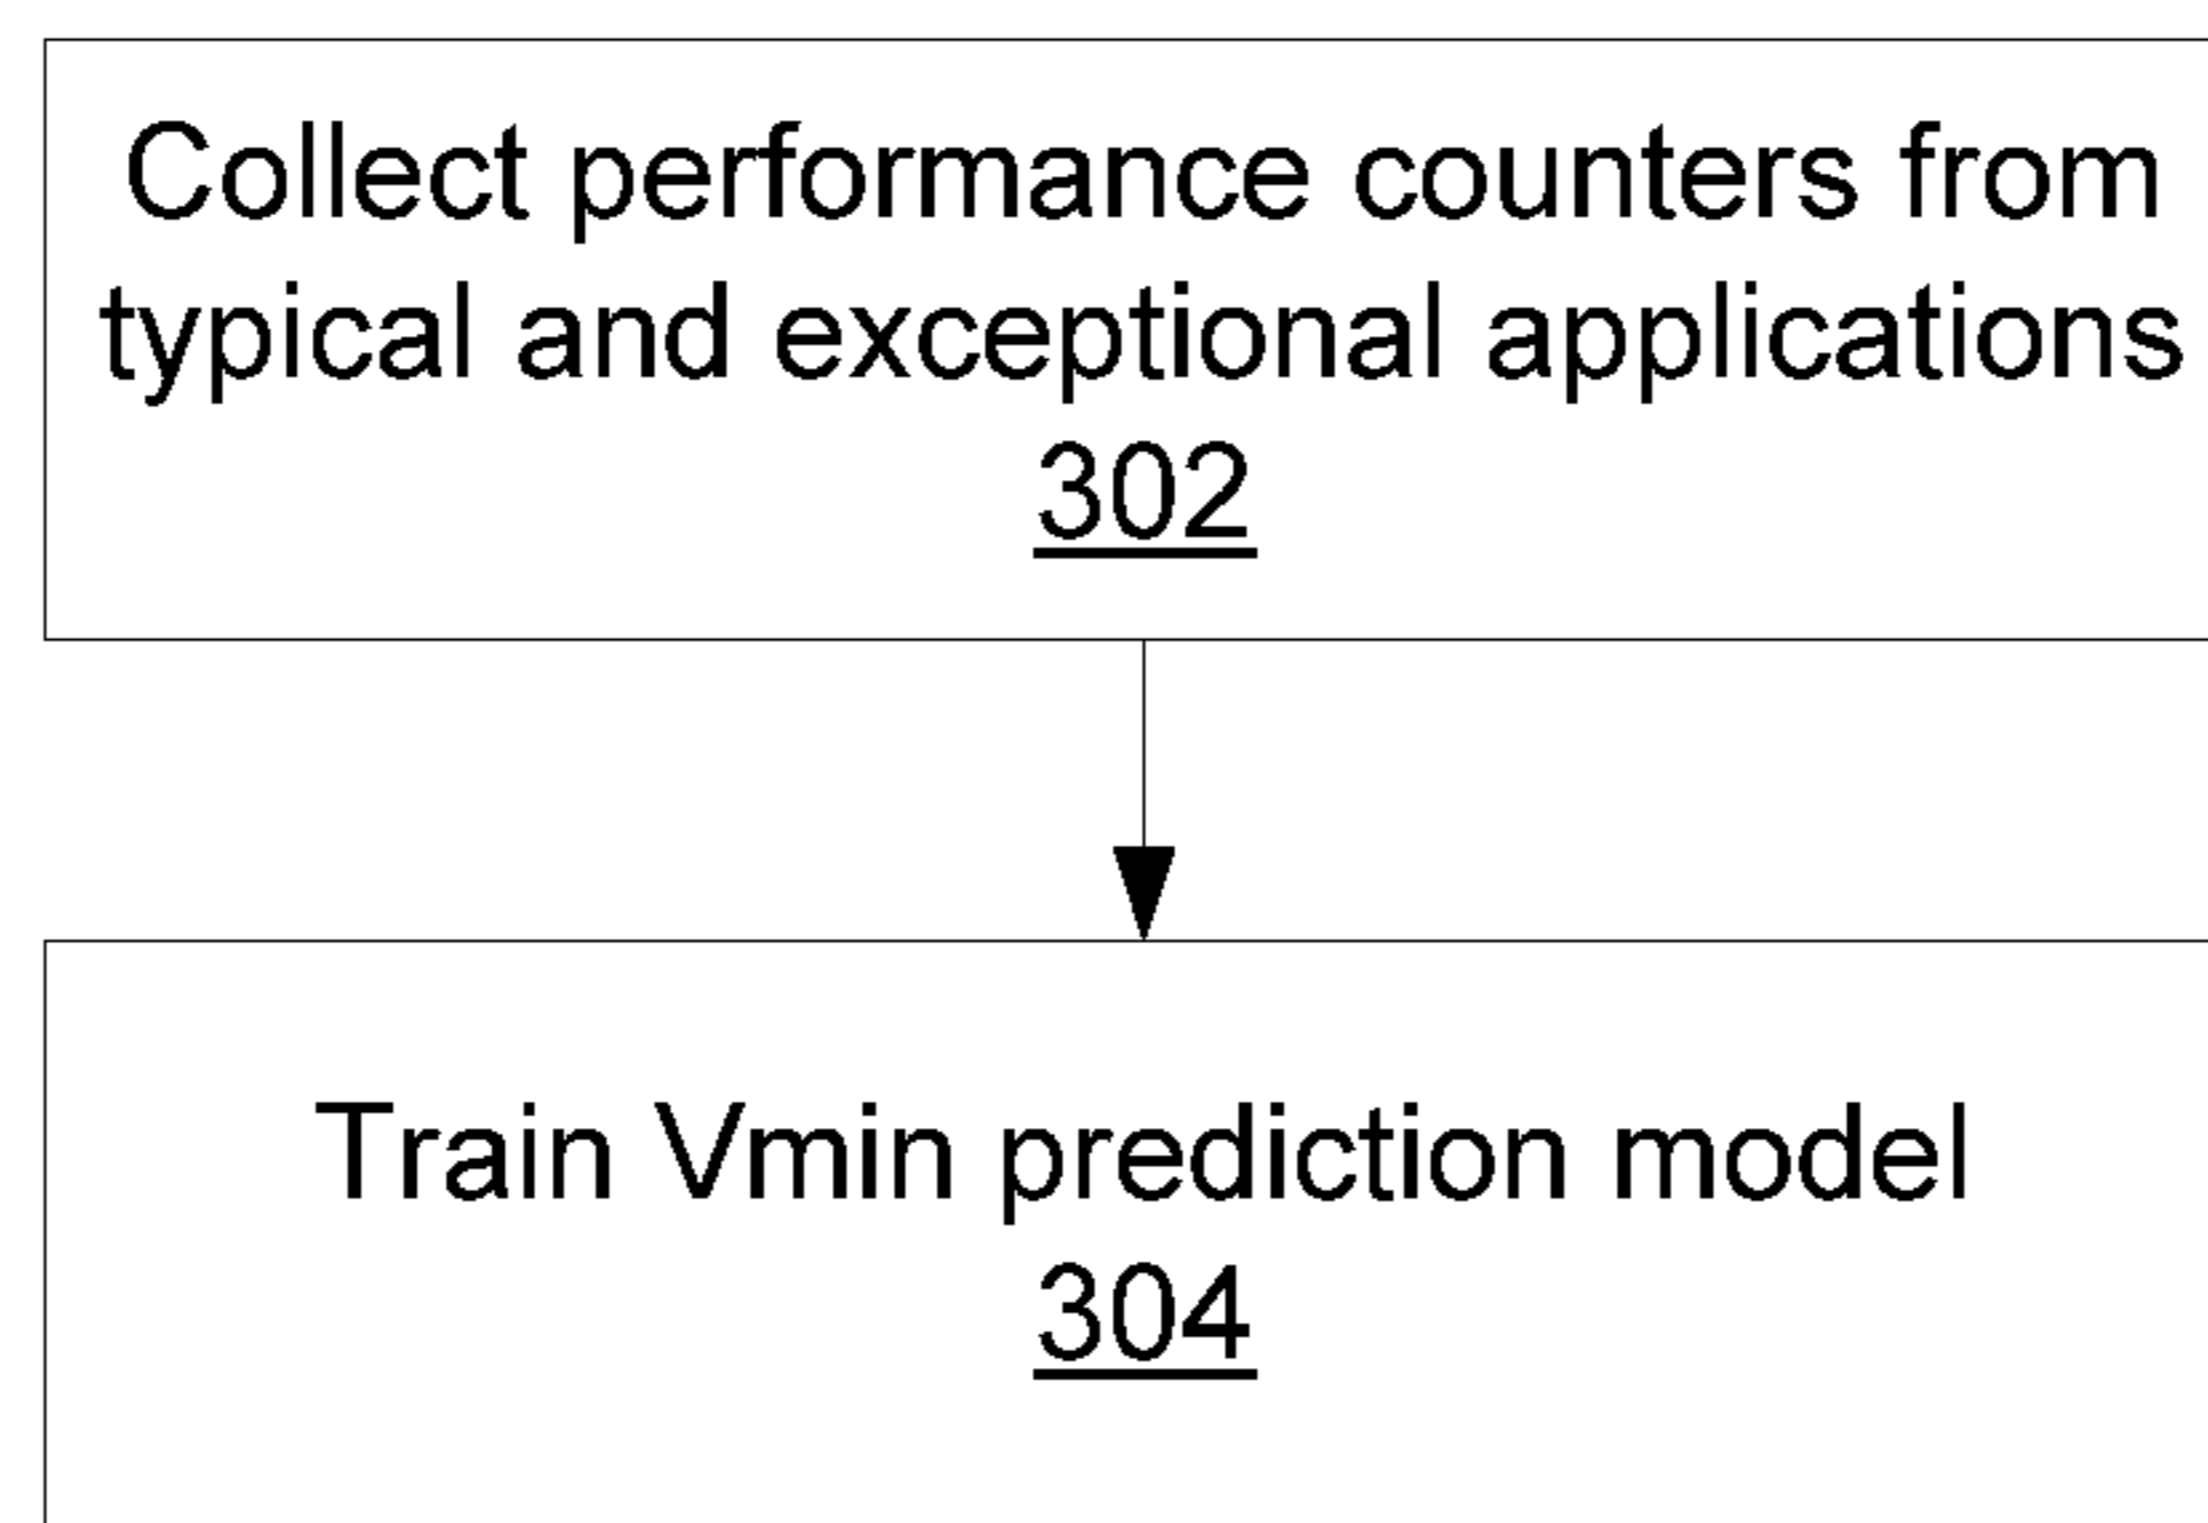 Collect performance counters from
typical and exceptional applications
302
Train Vmin prediction model
304